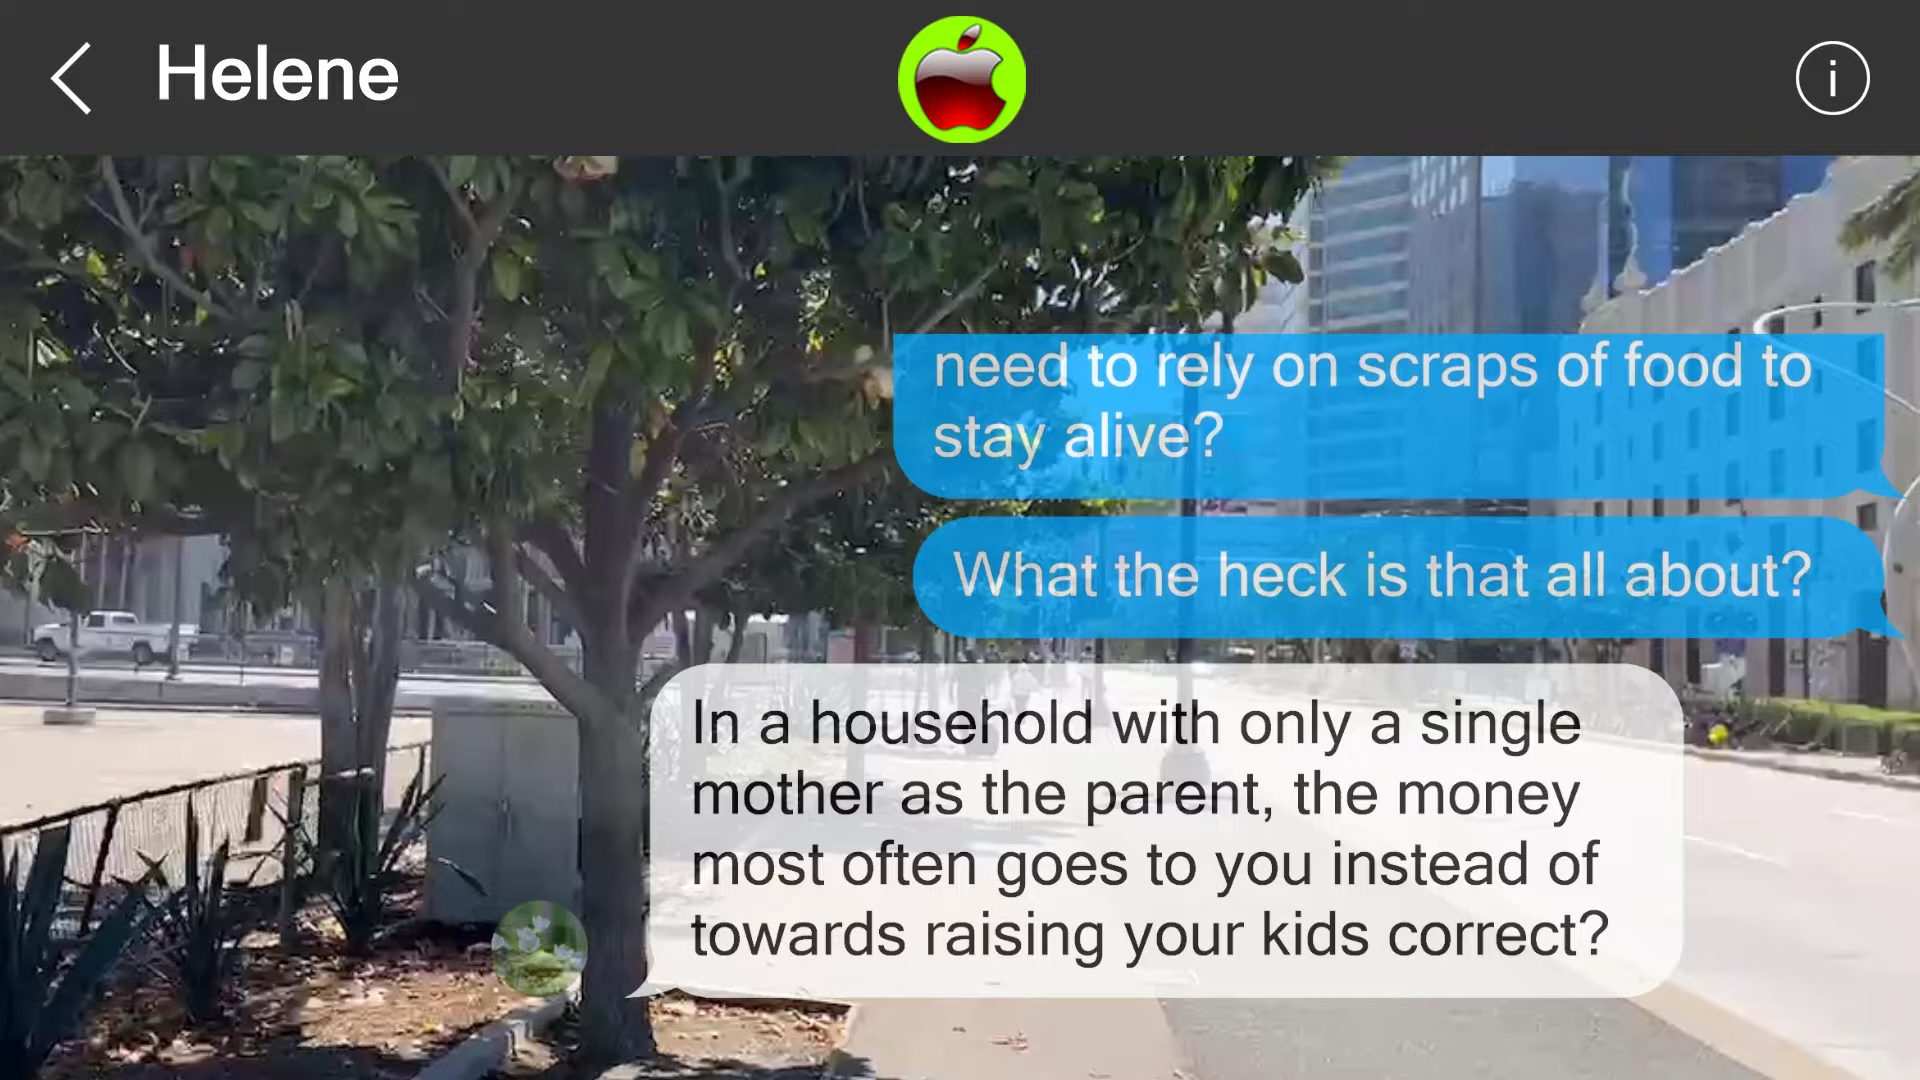 Helene
need to rely on scraps of food to
stay alive?
What the heck is that all about?
In a household with only a single
mother as the parent, the money
most often goes to you instead of
towards raising your kids correct?